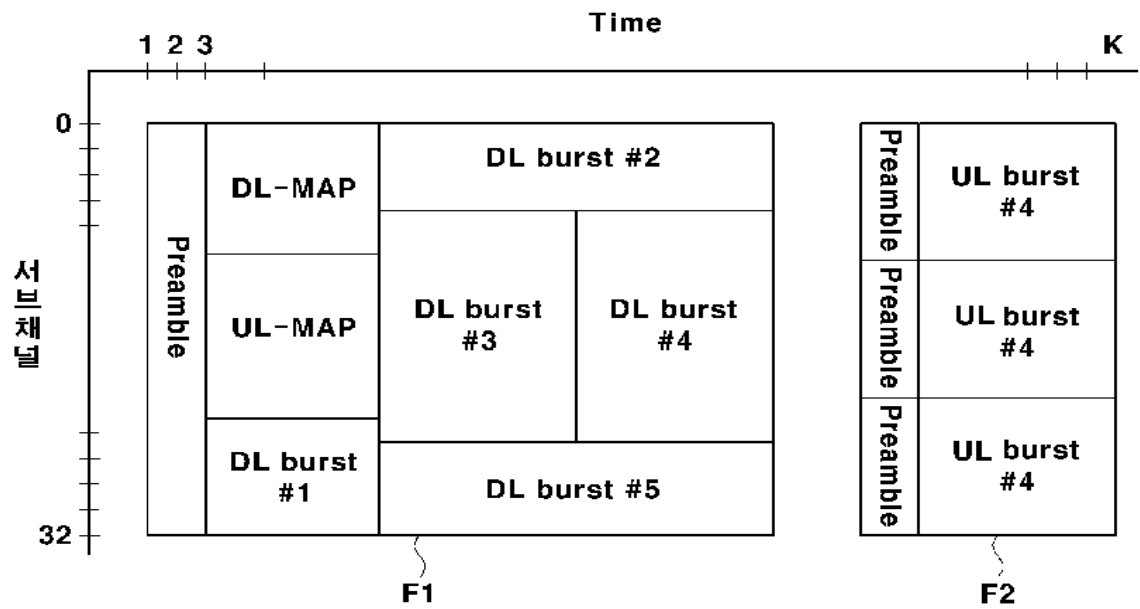 Time
1 2 3 K
0
32
서브채널
Preamble
DL-MAP
UL-MAP
DL burst
#1
DL burst #2
DL burst
#3
DL burst
#4
DL burst #5
F1
Preamble
UL burst
#4
Preamble
UL burst
#4
Preamble
UL burst
#4
F2